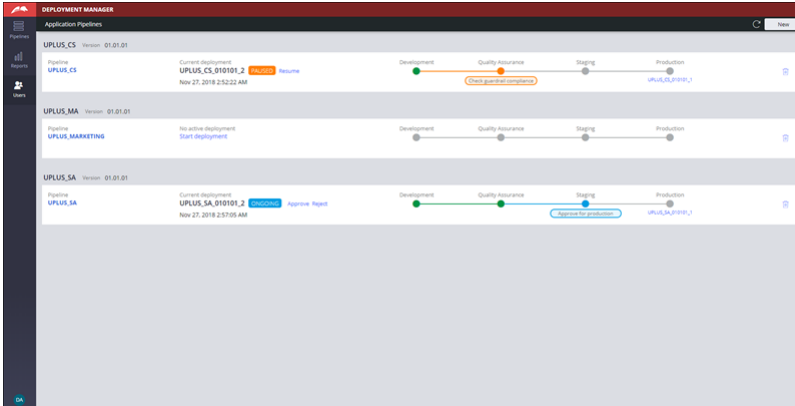 DEPLOYMENT MANAGER
Application Pipelines
New
Pipelines
Reports
Users
DA
UPLUS_CS Version 01.01.01
Pipeline
UPLUS_CS
Current deployment
UPLUS_CS_010101_2 PAUSED Resume
Nov 27, 2018 2:52:22 AM
Development Quality Assurance Staging Production
Check guardrail compliance
UPLUS_CS_010101_1
UPLUS_MA Version 01.01.01
Pipeline
UPLUS_MARKETING
No active deployment
Start deployment
Development Quality Assurance Staging Production
UPLUS_SA Version 01.01.01
Pipeline
UPLUS_SA
Current deployment
UPLUS_SA_010101_2 ONGOING Approve Reject
Nov 27, 2018 2:57:05 AM
Development Quality Assurance Staging Production
Approve for production
UPLUS_SA_010101_1